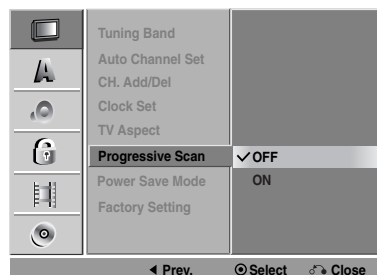 Tuning Band
Auto Channel Set
CH. Add/Del
Clock Set
TV Aspect
Progressive Scan ✓ OFF
Power Save Mode ON
Factory Setting
◀ Prev. Select Close